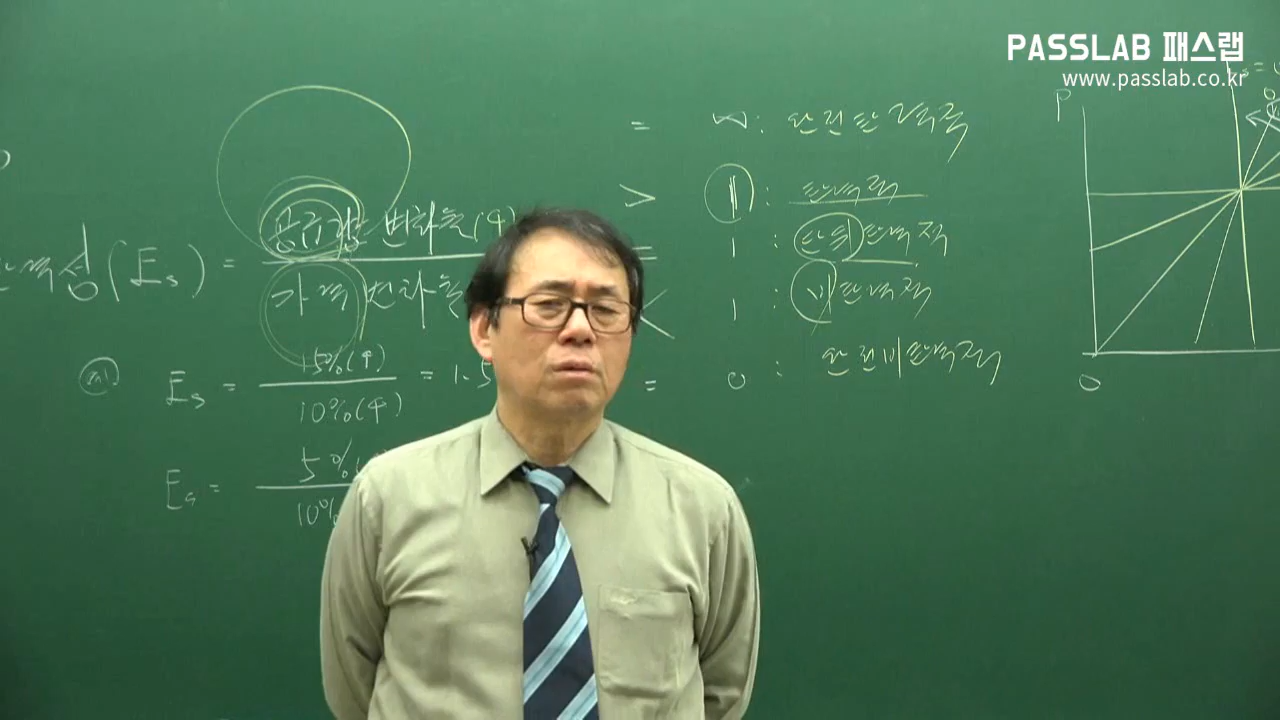 PASSLAB 패스랩
www.passlab.co.kr
= ∞ : 완전탄력적
> 1 : 탄력적
= 1 : 단위탄력적
1 : 비탄력적
= 0 : 완전비탄력적
탄력성(Es) = 공급량 변화율(%)
가격 변화율
예) Es = 15%(↑) = 1.5
10%(↑)
Es = 5%
10%
P
0